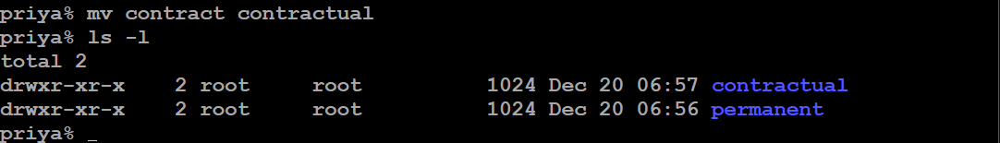 priya% mv contract contractual
priya% ls -l
total 2
drwxr-xr-x    2 root     root         1024 Dec 20 06:57 contractual
drwxr-xr-x    2 root     root         1024 Dec 20 06:56 permanent
priya% _